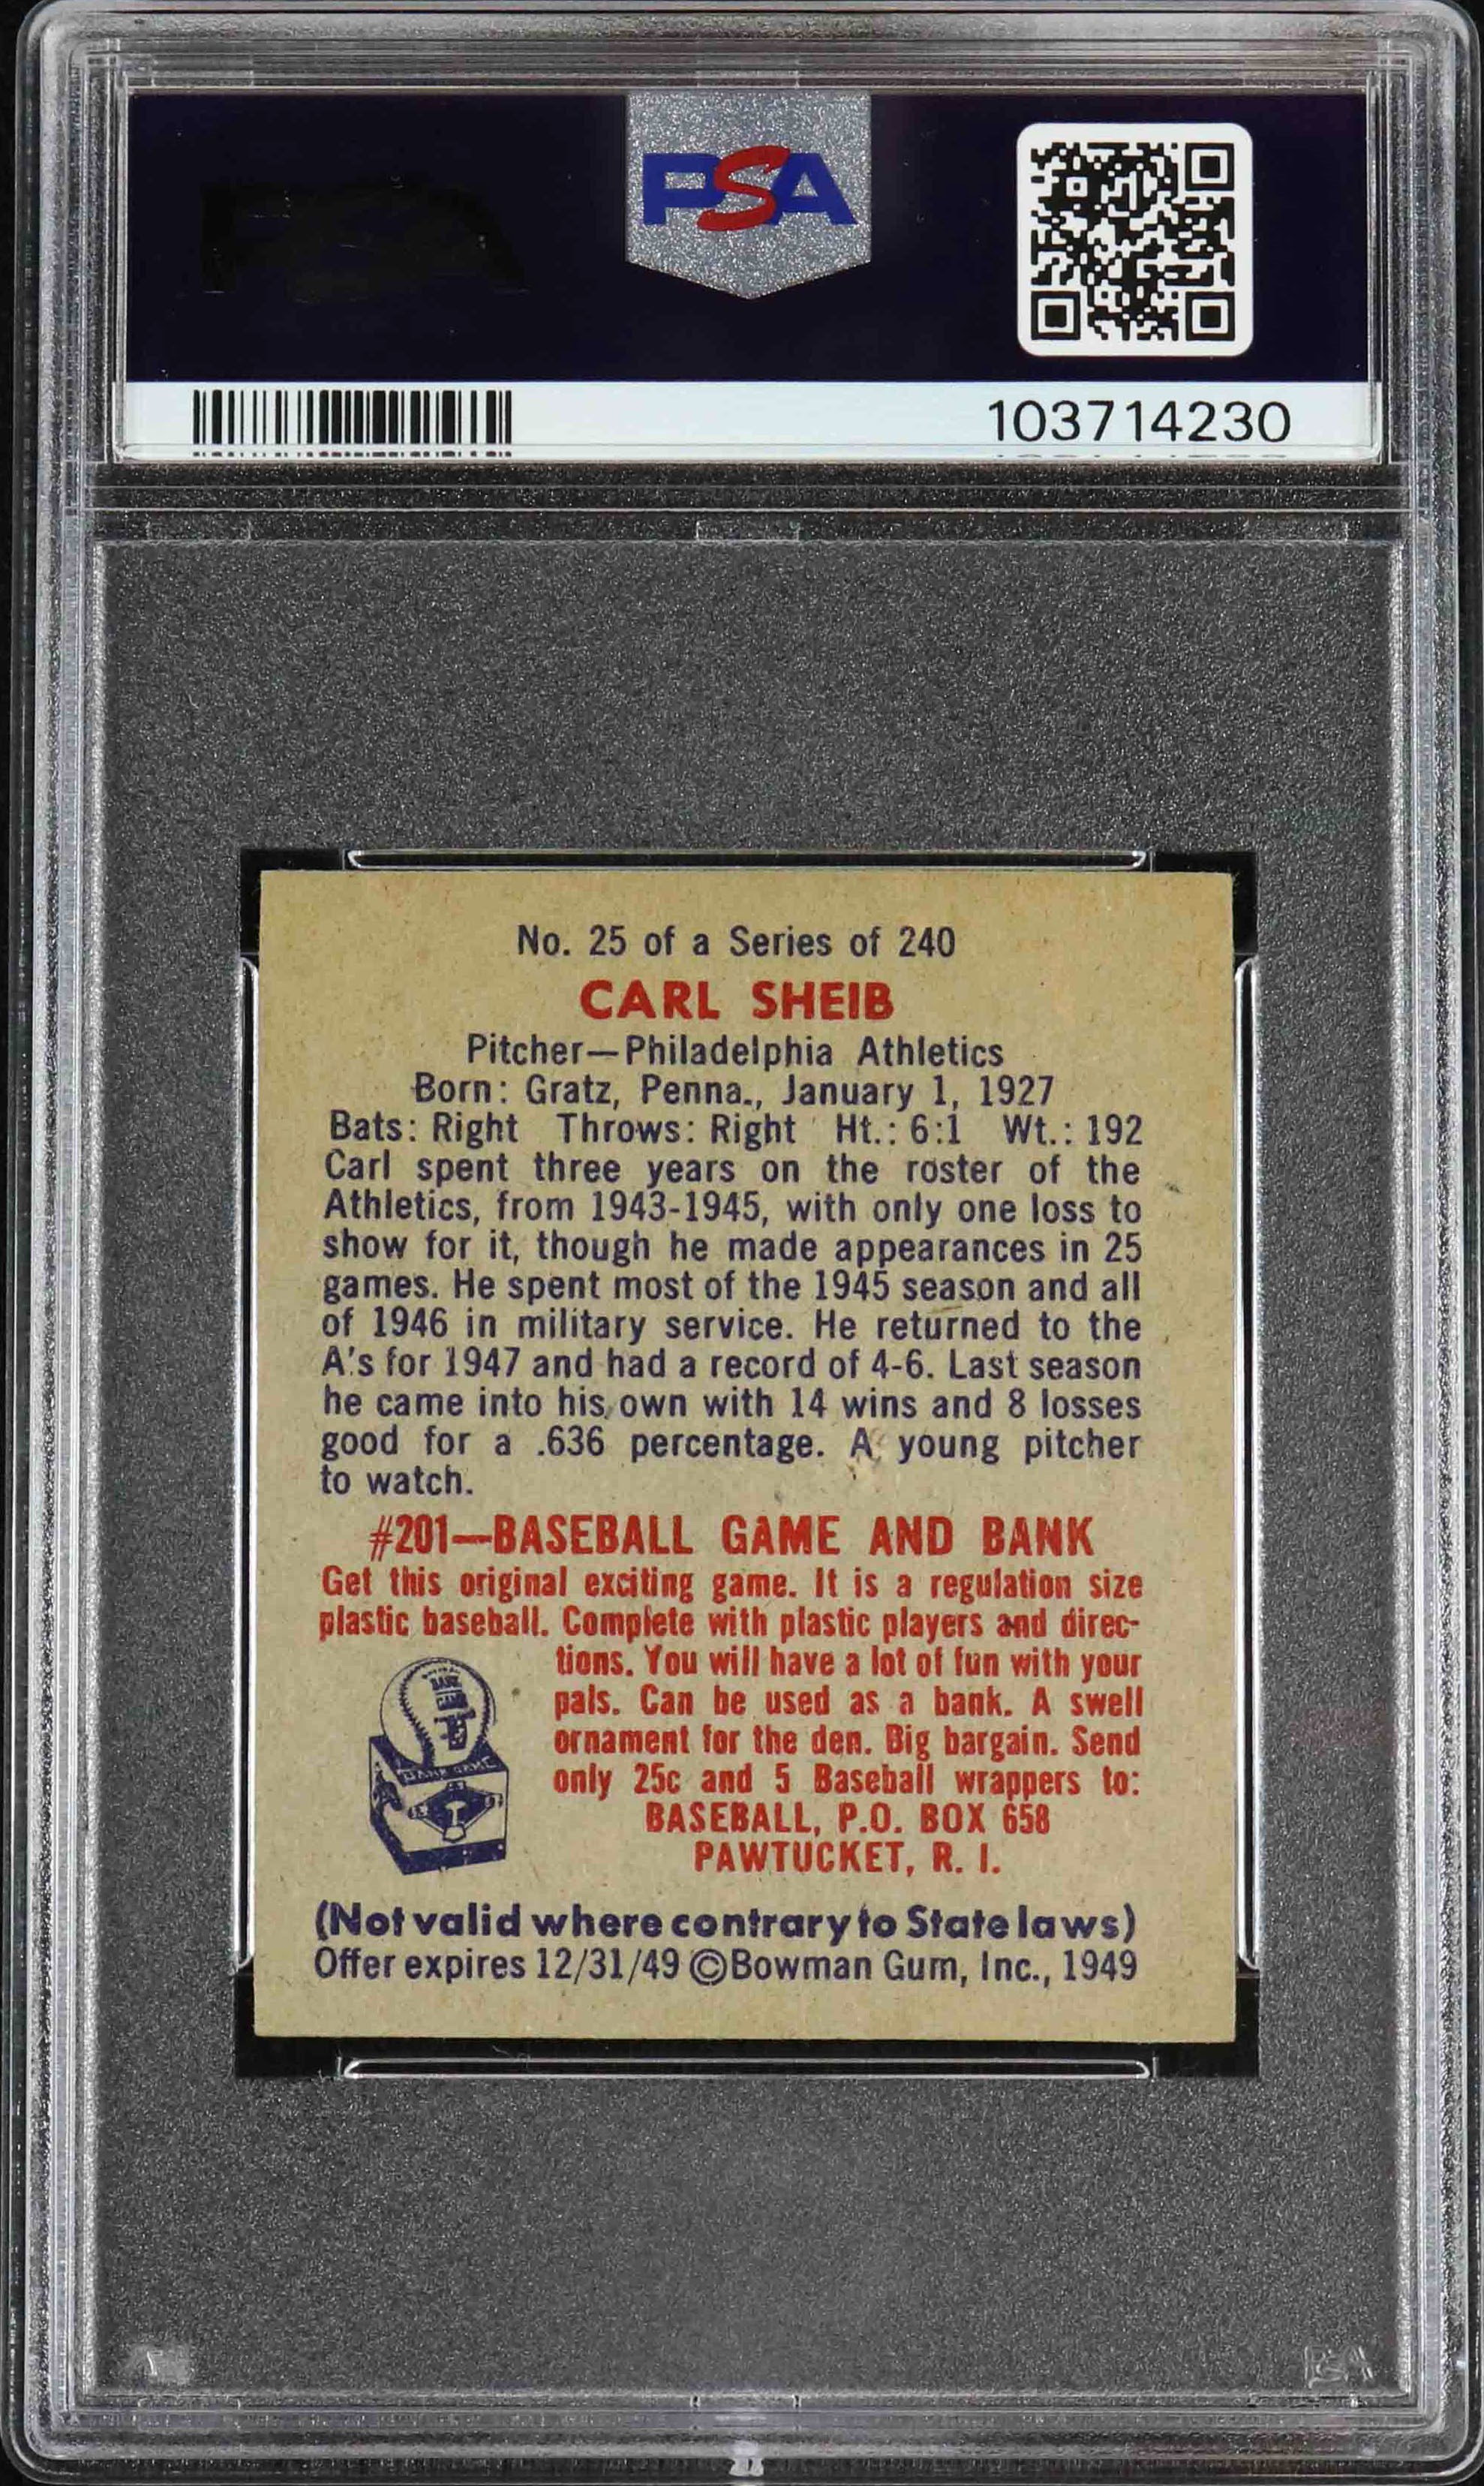 PSA
103714230
No. 25 of a Series of 240
CARL SHEIB
Pitcher—Philadelphia Athletics
Born: Gratz, Penna., January 1, 1927
Bats: Right Throws: Right Ht.: 6:1 Wt.: 192
Carl spent three years on the roster of the
Athletics, from 1943-1945, with only one loss to
show for it, though he made appearances in 25
games. He spent most of the 1945 season and all
of 1946 in military service. He returned to the
A's for 1947 and had a record of 4-6. Last season
he came into his own with 14 wins and 8 losses
good for a .636 percentage. A young pitcher
to watch.
#201—BASEBALL GAME AND BANK
Get this original exciting game. It is a regulation size
plastic baseball. Complete with plastic players and direc-
tions. You will have a lot of fun with your
pals. Can be used as a bank. A swell
ornament for the den. Big bargain. Send
only 25c and 5 Baseball wrappers to:
BASEBALL, P.O. BOX 658
PAWTUCKET, R. I.
(Not valid where contrary to State laws)
Offer expires 12/31/49 ©Bowman Gum, Inc., 1949
PSA